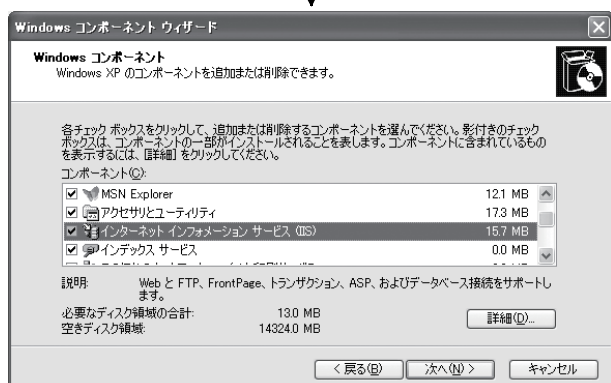 Windows コンポーネント ウィザード
Windows コンポーネント
Windows XP のコンポーネントを追加または削除できます。
各チェック ボックスをクリックして、追加または削除するコンポーネントを選んでください。影付きのチェック
ボックスは、コンポーネントの一部がインストールされることを表します。コンポーネントに含まれているもの
を表示するには、[詳細] をクリックしてください。
コンポーネント(C):
MSN Explorer 12.1 MB
アクセサリとユーティリティ 17.3 MB
インターネット インフォメーション サービス (IIS) 15.7 MB
インデックス サービス 0.0 MB
説明: Web と FTP、FrontPage、トランザクション、ASP、およびデータベース接続をサポートし
ます。
必要なディスク領域の合計: 13.0 MB
空きディスク領域: 14324.0 MB
詳細(D)...
< 戻る(B) 次へ(N) > キャンセル